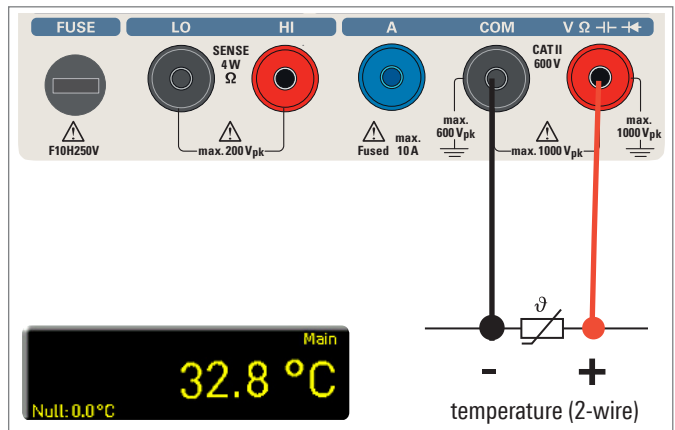 FUSE LO HI A COM V Ω
SENSE
4 W
Ω
CAT II
600 V
F10H250V
max. 200 Vpk
Fused
max.
10 A
max.
600 Vpk
max. 1000 Vpk
max.
1000 Vpk
ϑ
- +
temperature (2-wire)
Main
32.8 °C
Null: 0.0 °C